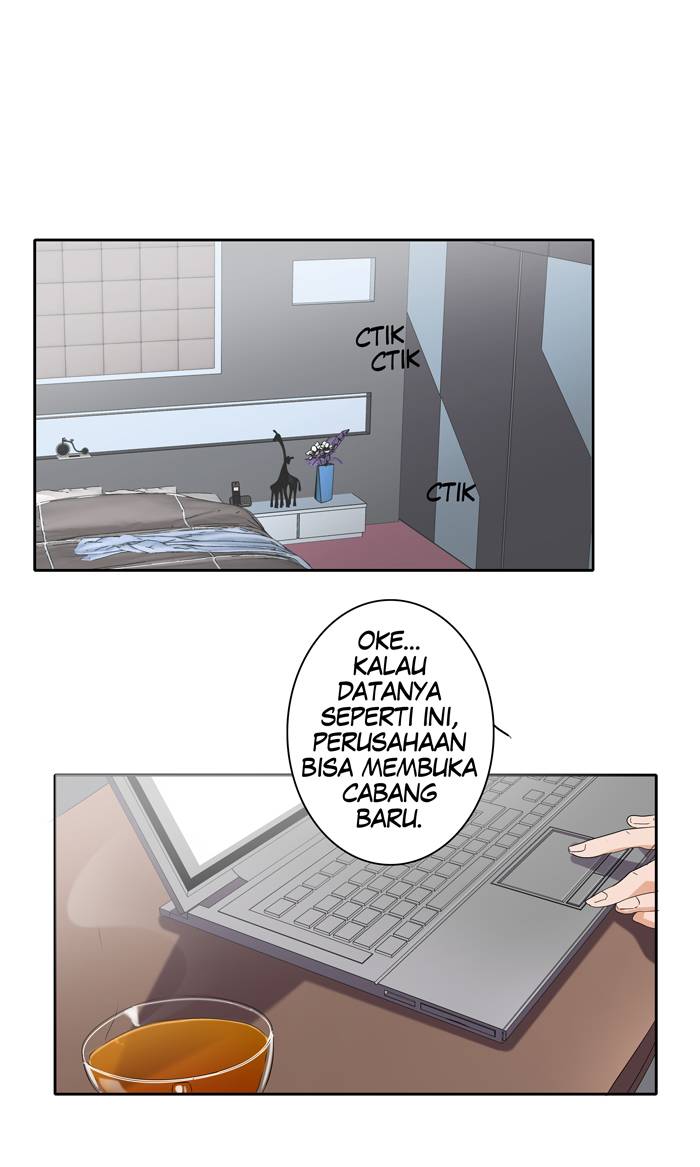 CTIK
CTIK
CTIK
OKE...
KALAU
DATANYA
SEPERTI INI,
PERUSAHAAN
BISA MEMBUKA
CABANG
BARU.